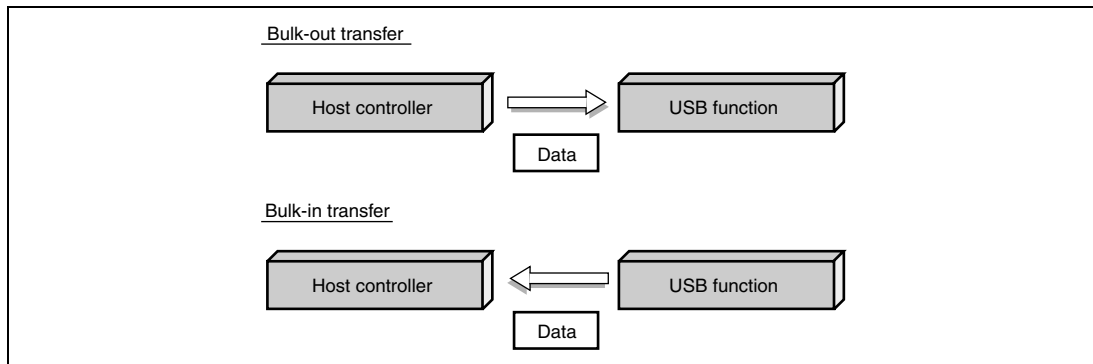 Bulk-out transfer
Host controller
USB function
Data
Bulk-in transfer
Host controller
USB function
Data